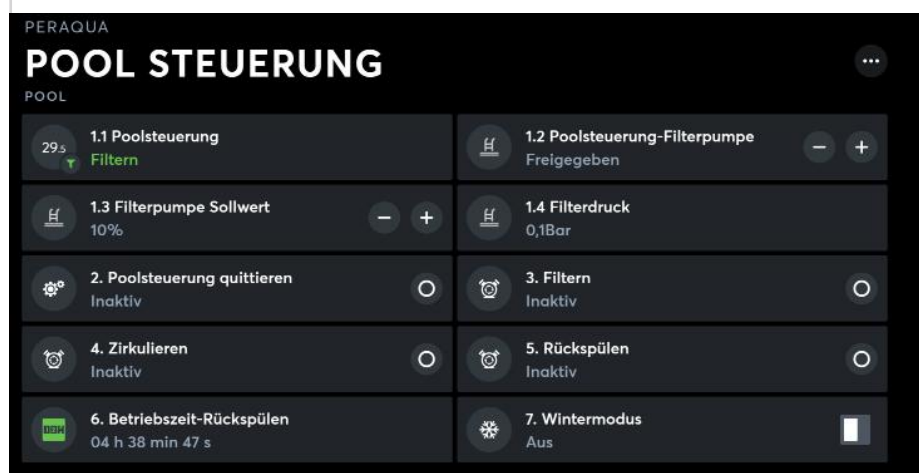 PERAQUA
POOL STEUERUNG
POOL
29.5
1.1 Poolsteuerung
Filtern
1.2 Poolsteuerung-Filterpumpe
Freigegeben
1.3 Filterpumpe Sollwert
10%
1.4 Filterdruck
0,1Bar
2. Poolsteuerung quittieren
Inaktiv
3. Filtern
Inaktiv
4. Zirkulieren
Inaktiv
5. Rückspülen
Inaktiv
6. Betriebszeit-Rückspülen
04 h 38 min 47 s
7. Wintermodus
Aus